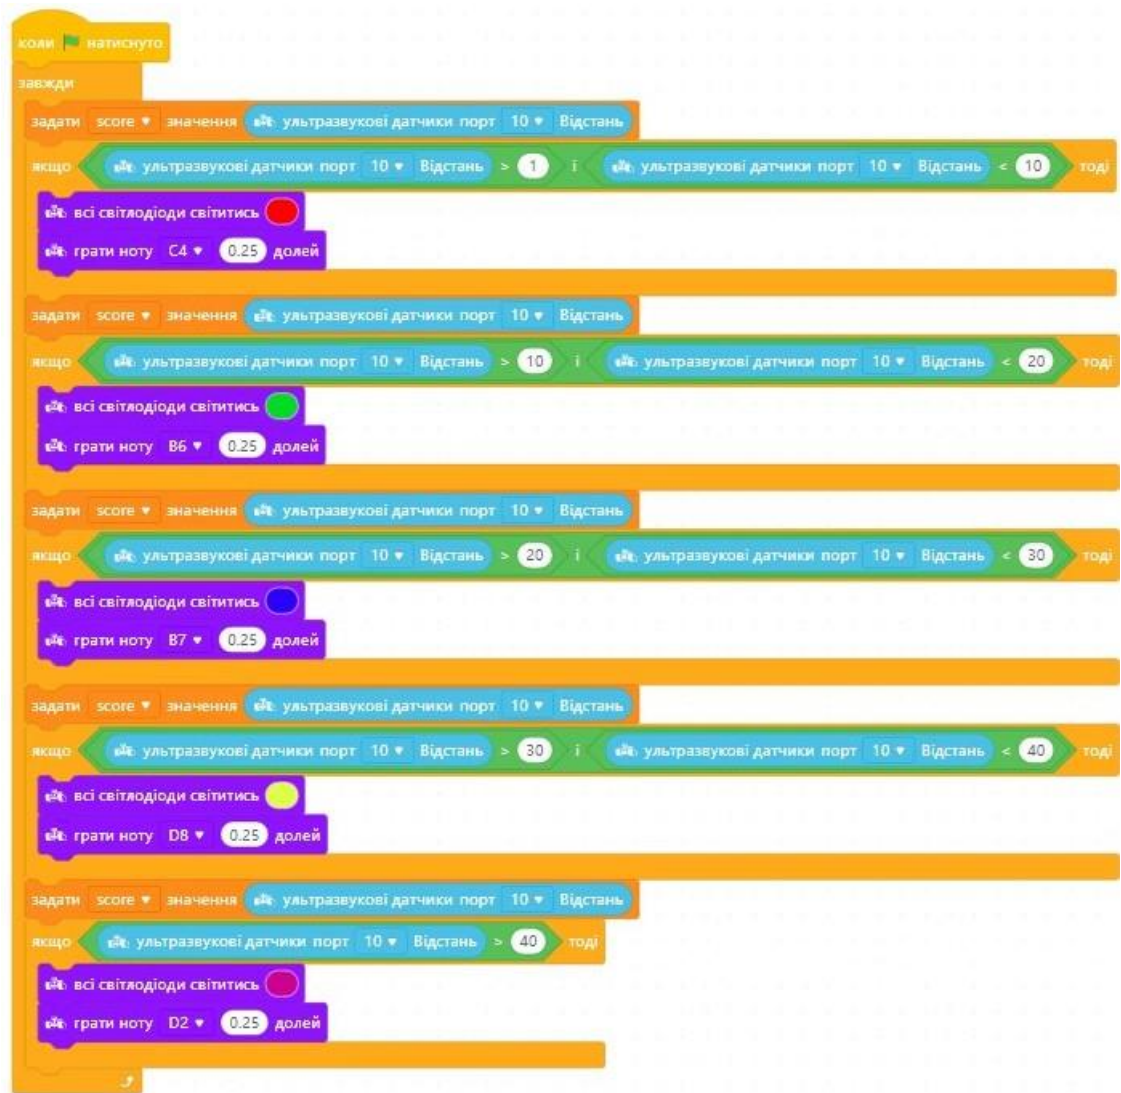 коли натиснуто
завжди
задати score значення ультразвукові датчики порт 10 Відстань
якщо ультразвукові датчики порт 10 Відстань > 1 і ультразвукові датчики порт 10 Відстань < 10 тоді
всі світлодіоди світитись
грати ноту C4 0.25 долей
задати score значення ультразвукові датчики порт 10 Відстань
якщо ультразвукові датчики порт 10 Відстань > 10 і ультразвукові датчики порт 10 Відстань < 20 тоді
всі світлодіоди світитись
грати ноту B6 0.25 долей
задати score значення ультразвукові датчики порт 10 Відстань
якщо ультразвукові датчики порт 10 Відстань > 20 і ультразвукові датчики порт 10 Відстань < 30 тоді
всі світлодіоди світитись
грати ноту B7 0.25 долей
задати score значення ультразвукові датчики порт 10 Відстань
якщо ультразвукові датчики порт 10 Відстань > 30 і ультразвукові датчики порт 10 Відстань < 40 тоді
всі світлодіоди світитись
грати ноту D8 0.25 долей
задати score значення ультразвукові датчики порт 10 Відстань
якщо ультразвукові датчики порт 10 Відстань > 40 тоді
всі світлодіоди світитись
грати ноту D2 0.25 долей